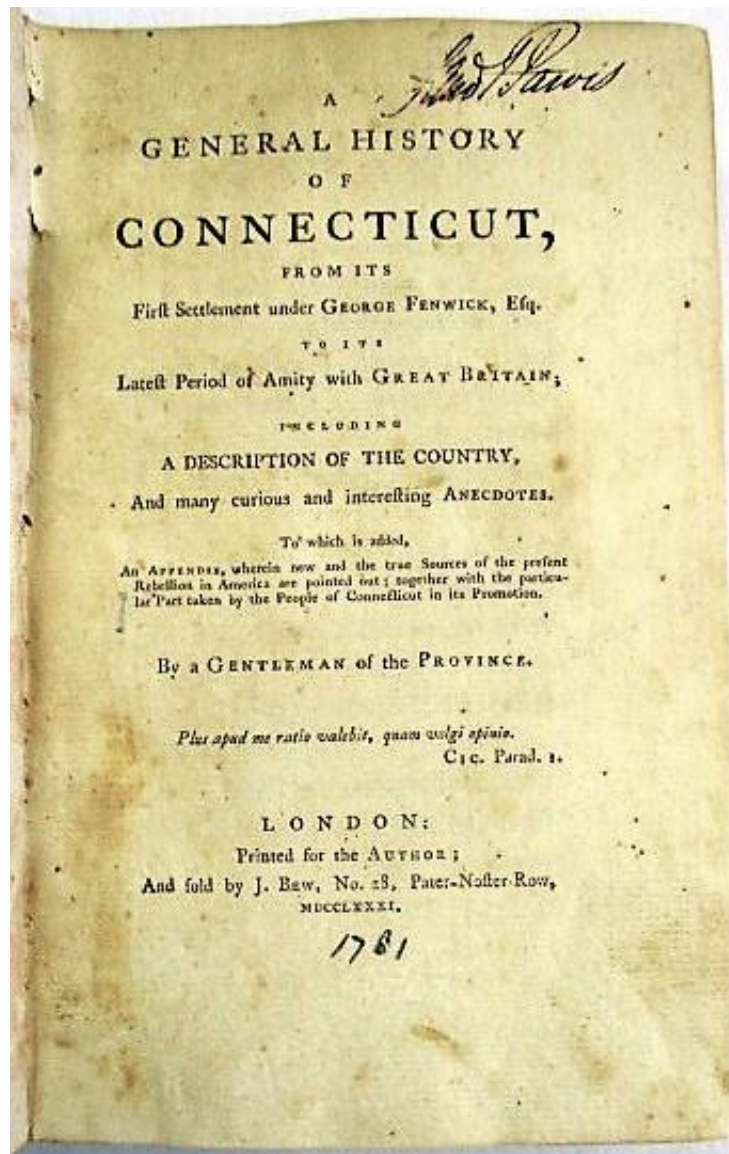 A
GENERAL HISTORY
OF
CONNECTICUT,
FROM ITS
Firſt Settlement under GEORGE FENWICK, Eſq.
TO ITS
Lateſt Period of Amity with GREAT BRITAIN;
INCLUDING
A DESCRIPTION OF THE COUNTRY,
And many curious and intereſting ANECDOTES.
To which is added,
An APPENDIX, wherein new and the true Sources of the preſent
Rebellion in America are pointed out; together with the particu-
lar Part taken by the People of Connecticut in its Promotion.
By a GENTLEMAN of the PROVINCE.
Plus apud me ratio valebit, quam vulgi opinio.
CIC. Parad. 1.
LONDON:
Printed for the AUTHOR;
And ſold by J. BEW, No. 28, Pater-Noſter-Row,
MDCCLXXXI.
1781